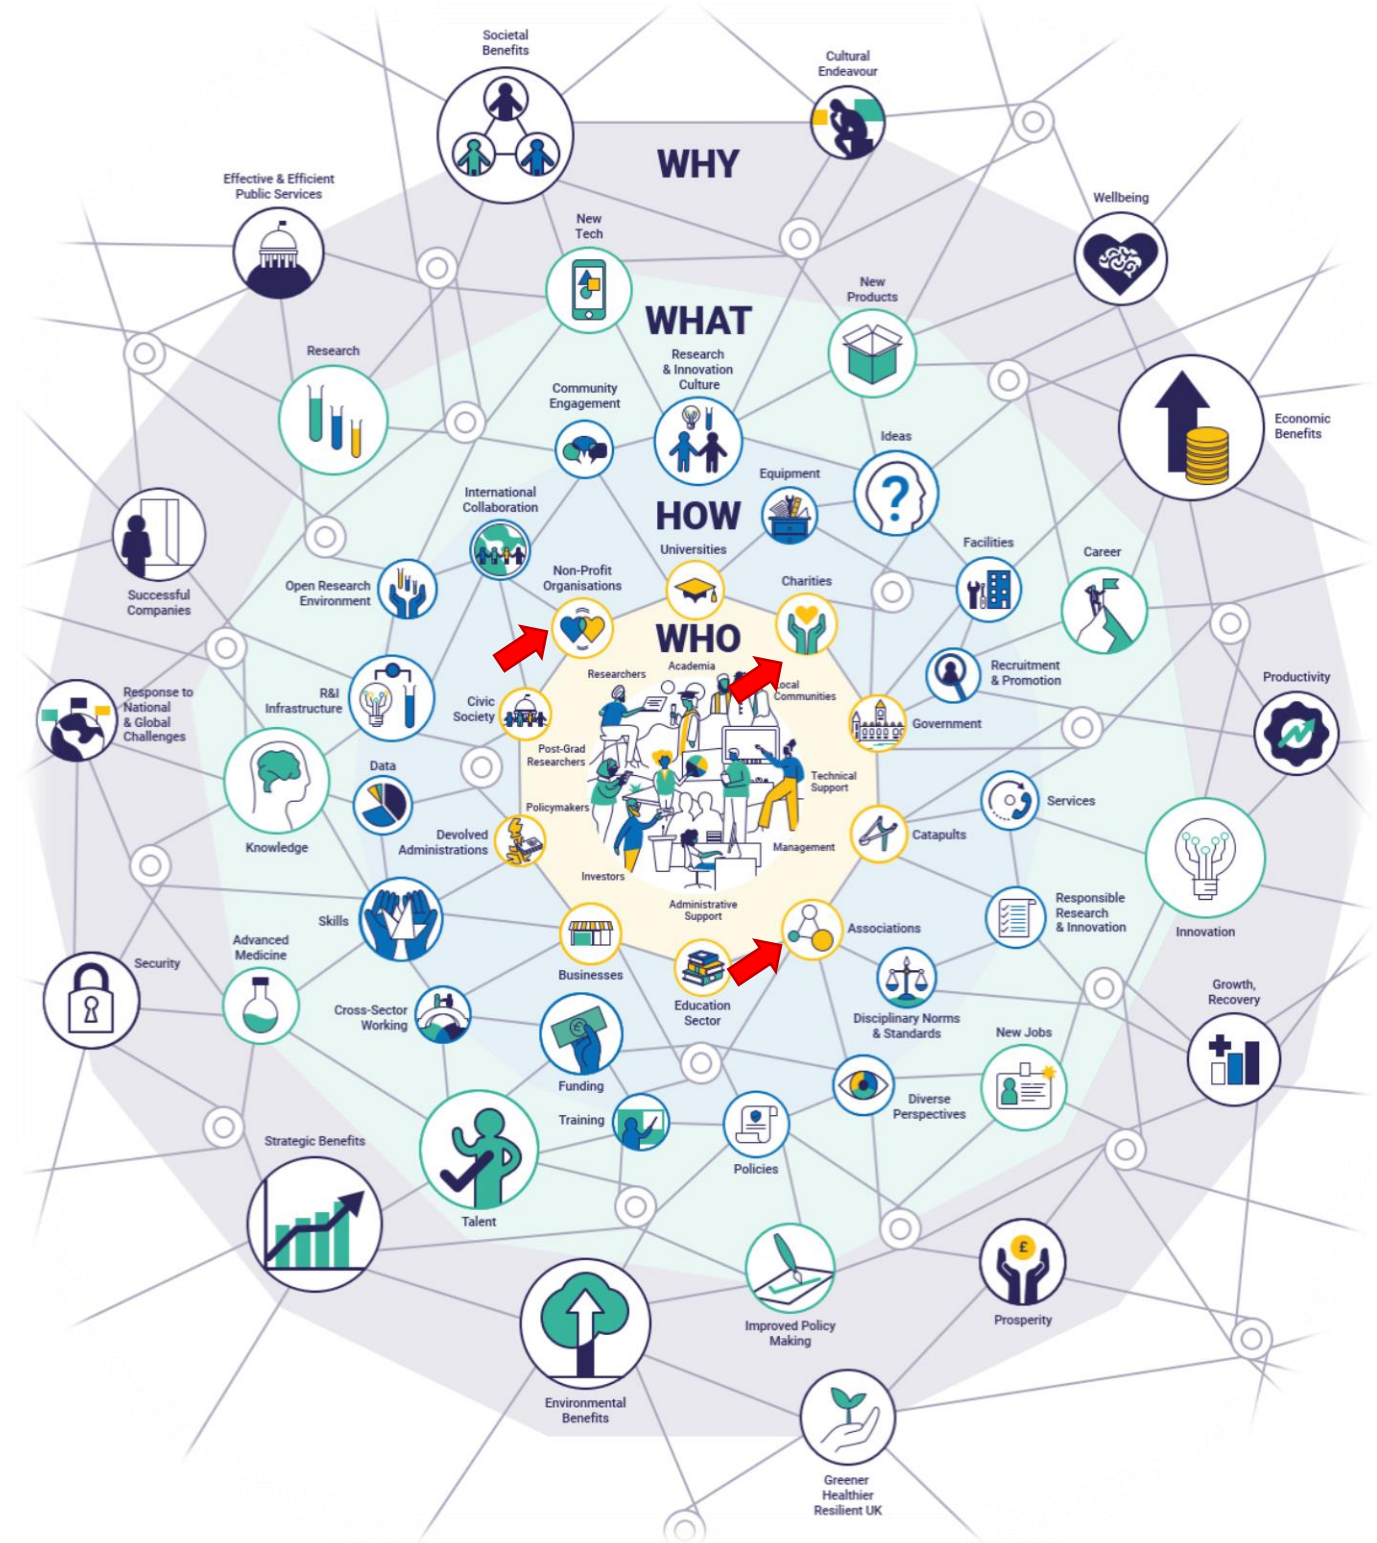 Societal
Benefits
Cultural
Endeavour
WHY
Effective & Efficient
Public Services
Wellbeing
New
Tech
New
Products
WHAT
Research
Research
& Innovation
Culture
Community
Engagement
Economic
Benefits
Ideas
Equipment
International
Collaboration
HOW
Universities
Facilities
Career
Non-Profit
Organisations
Charities
Open Research
Environment
Successful
Companies
WHO
Academia
Researchers
Local
Communities
Recruitment
& Promotion
Productivity
Response to
National
& Global
Challenges
R&I
Infrastructure
Civic
Society
Government
Post-Grad
Researchers
Technical
Support
Data
Policymakers
Services
Knowledge
Devolved
Administrations
Management
Catapults
Investors
Administrative
Support
Skills
Associations
Responsible
Research
& Innovation
Innovation
Advanced
Medicine
Security
Businesses
Education
Sector
Growth,
Recovery
Cross-Sector
Working
Disciplinary Norms
& Standards
New Jobs
£
Funding
Training
Diverse
Perspectives
Strategic Benefits
Policies
Talent
£
Improved Policy
Making
Prosperity
Environmental
Benefits
Greener
Healthier
Resilient UK